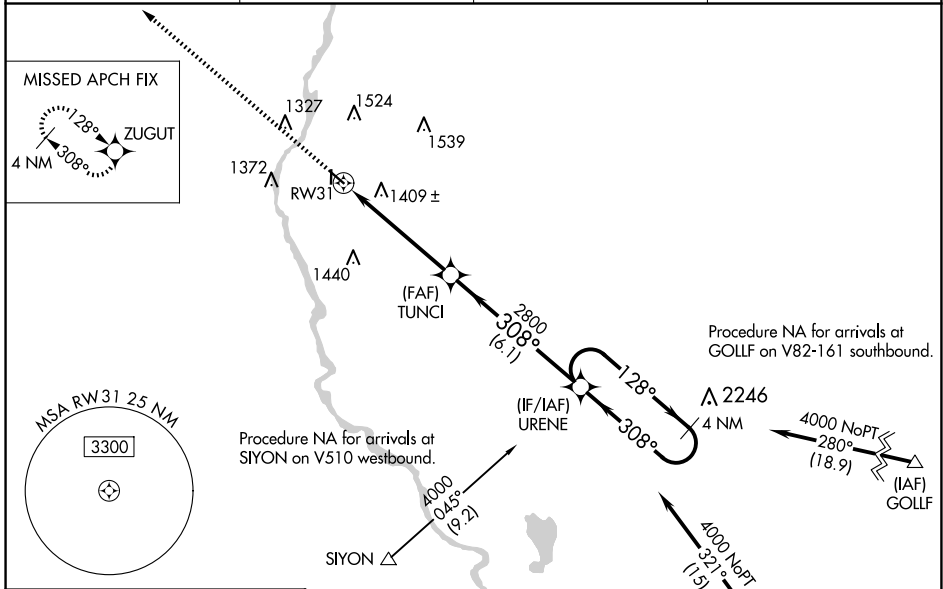 MISSED APCH FIX
128°
ZUGUT
4 NM
308°
1327
1524
1539
1372
RW31
1409 ±
1440
(FAF)
TUNCI
2800
308°
(6.1)
Procedure NA for arrivals at
GOLLF on V82-161 southbound.
128°
2246
(IF/IAF)
URENE
308°
4 NM
4000 NoPT
280°
(18.9)
(IAF)
GOLLF
MSA RW31 25 NM
3300
Procedure NA for arrivals at
SIYON on V510 westbound.
4000
045°
(9.2)
SIYON
4000 NoPT
321°
(15)